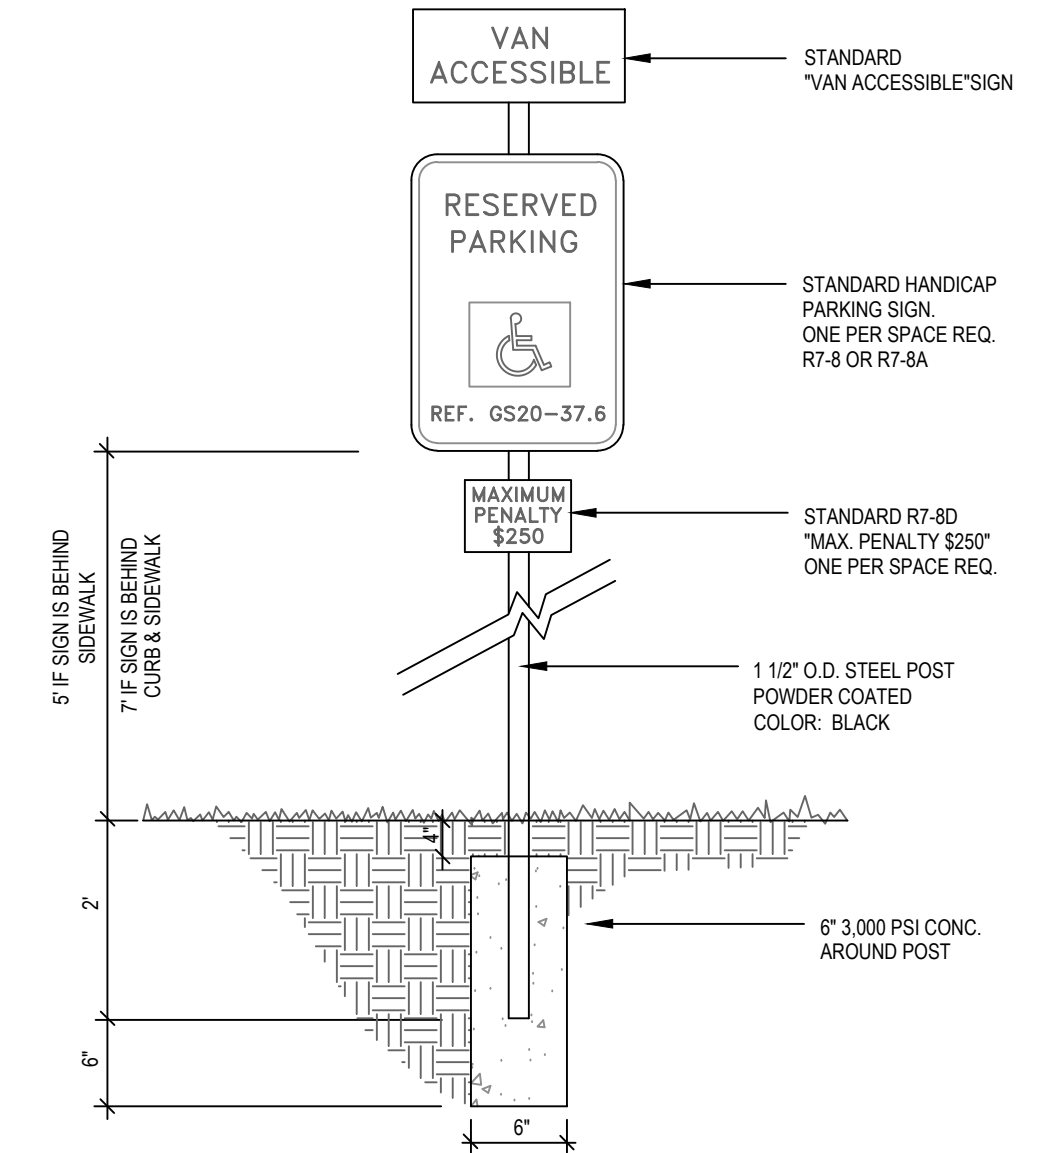 VAN
ACCESSIBLE
STANDARD
"VAN ACCESSIBLE"SIGN
RESERVED
PARKING
REF. GS20-37.6
STANDARD HANDICAP
PARKING SIGN.
ONE PER SPACE REQ.
R7-8 OR R7-8A
MAXIMUM
PENALTY
$250
STANDARD R7-8D
"MAX. PENALTY $250"
ONE PER SPACE REQ.
5' IF SIGN IS BEHIND
SIDEWALK
7' IF SIGN IS BEHIND
CURB & SIDEWALK
1 1/2" O.D. STEEL POST
POWDER COATED
COLOR: BLACK
4"
2'
6" 3,000 PSI CONC.
AROUND POST
6"
6"